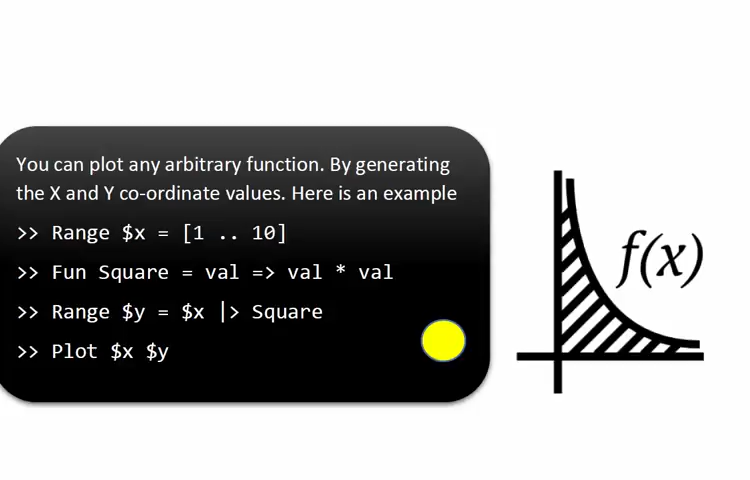 You can plot any arbitrary function. By generating
the X and Y co-ordinate values. Here is an example
>> Range $x = [1 .. 10]
>> Fun Square = val => val * val
>> Range $y = $x |> Square
>> Plot $x $y
f(x)